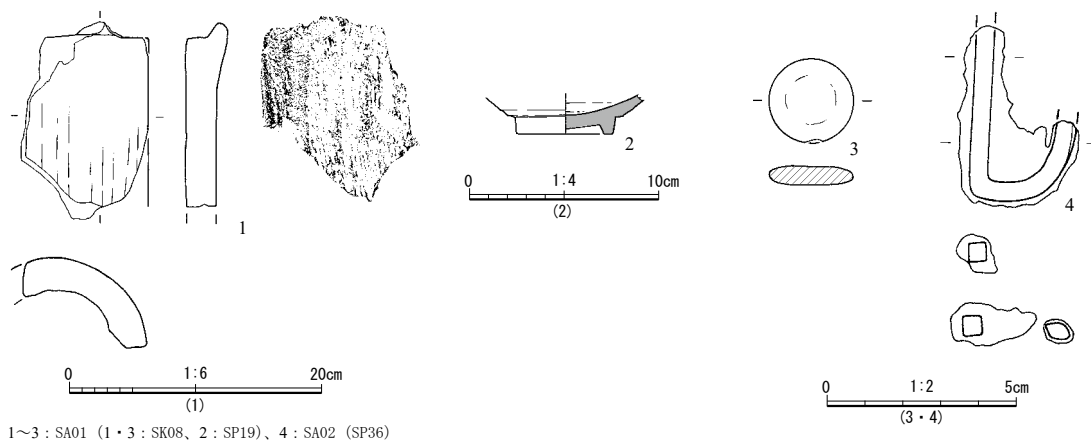 1
2
3
4
0 1:4 10cm
(2)
0 1:6 20cm
(1)
0 1:2 5cm
(3・4)
1~3:SA01 (1・3:SK08、2:SP19)、4:SA02 (SP36)